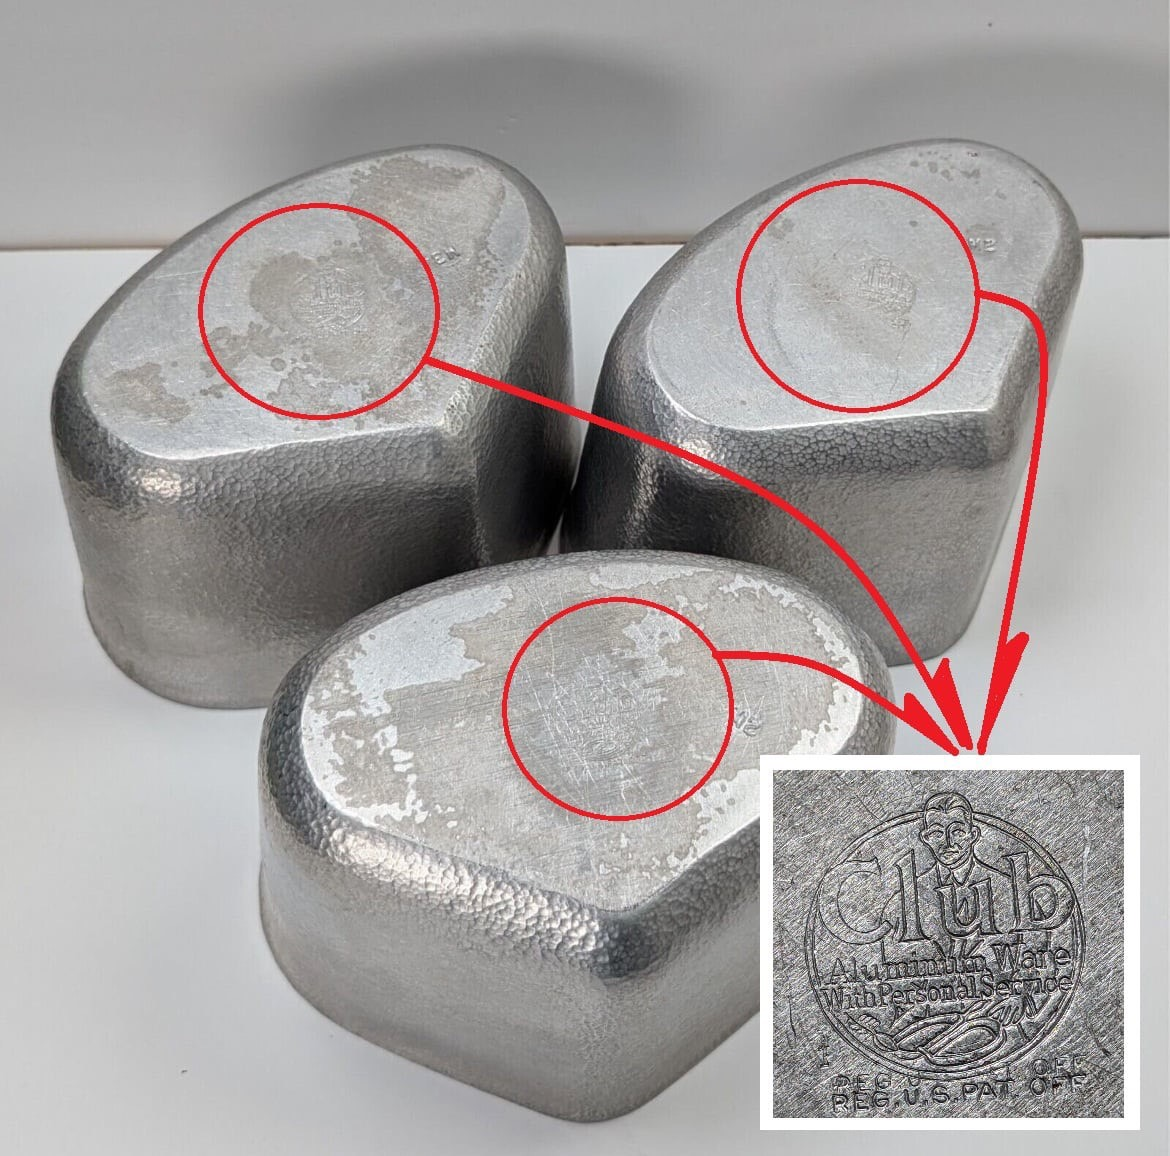 Club
Aluminum Ware
With Personal Service
REG. U.S. PAT. OFF